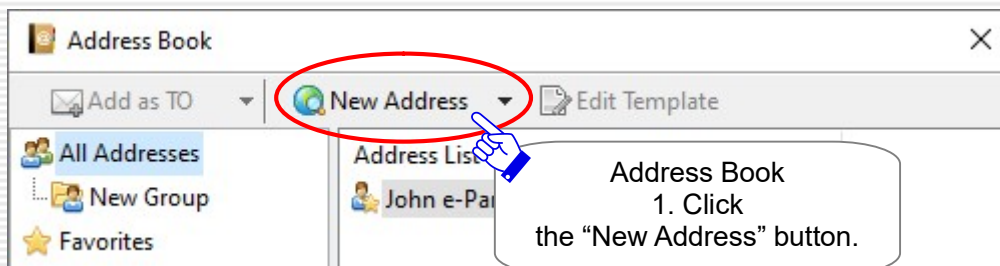 Address Book
Add as TO New Address Edit Template
All Addresses
New Group
Favorites
Address List
John e-Par
Address Book
1. Click
the “New Address” button.